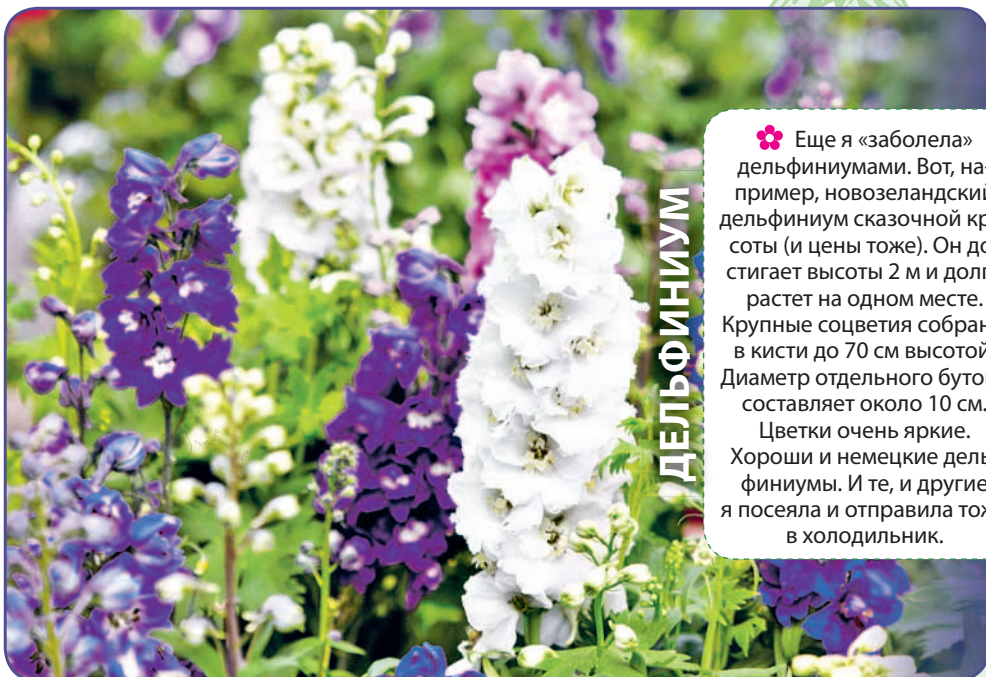 ДЕЛЬФИНИУМ
Еще я «заболела»
дельфиниумами. Вот, на-
пример, новозеландский
дельфиниум сказочной кр
соты (и цены тоже). Он до
стигает высоты 2 м и долг
растет на одном месте.
Крупные соцветия собран
в кисти до 70 см высотой
Диаметр отдельного бутон
составляет около 10 см.
Цветки очень яркие.
Хороши и немецкие дель
финиумы. И те, и другие
я посеяла и отправила тож
в холодильник.